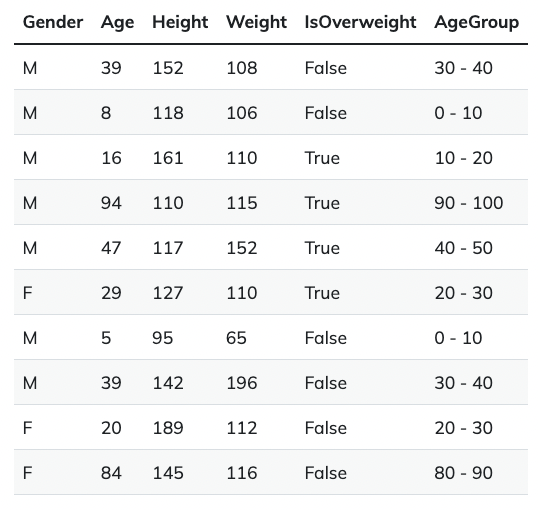 Gender Age Height Weight IsOverweight AgeGroup
M 39 152 108 False 30 - 40
M 8 118 106 False 0 - 10
M 16 161 110 True 10 - 20
M 94 110 115 True 90 - 100
M 47 117 152 True 40 - 50
F 29 127 110 True 20 - 30
M 5 95 65 False 0 - 10
M 39 142 196 False 30 - 40
F 20 189 112 False 20 - 30
F 84 145 116 False 80 - 90